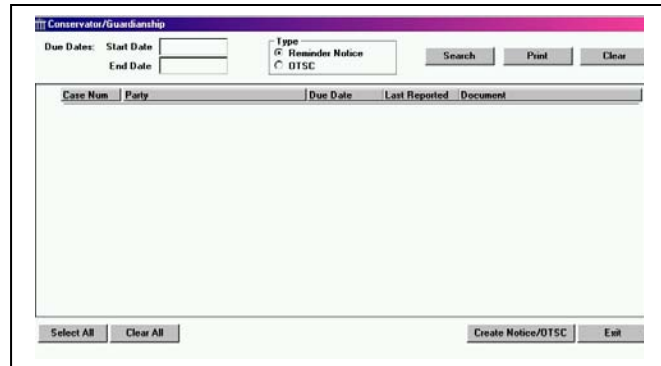 Conservator/Guardianship
Due Dates: Start Date
End Date
Type
Reminder Notice
OTSC
Search Print Clear
Case Num Party Due Date Last Reported Document
Select All Clear All Create Notice/OTSC Exit